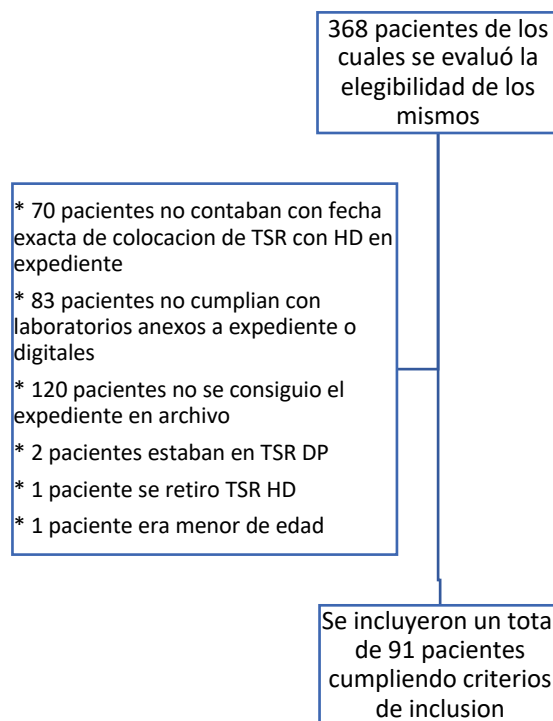 368 pacientes de los
cuales se evaluó la
elegibilidad de los
mismos
* 70 pacientes no contaban con fecha
exacta de colocacion de TSR con HD en
expediente
* 83 pacientes no cumplian con
laboratorios anexos a expediente o
digitales
* 120 pacientes no se consiguio el
expediente en archivo
* 2 pacientes estaban en TSR DP
* 1 paciente se retiro TSR HD
* 1 paciente era menor de edad
Se incluyeron un tota
de 91 pacientes
cumpliendo criterios
de inclusion